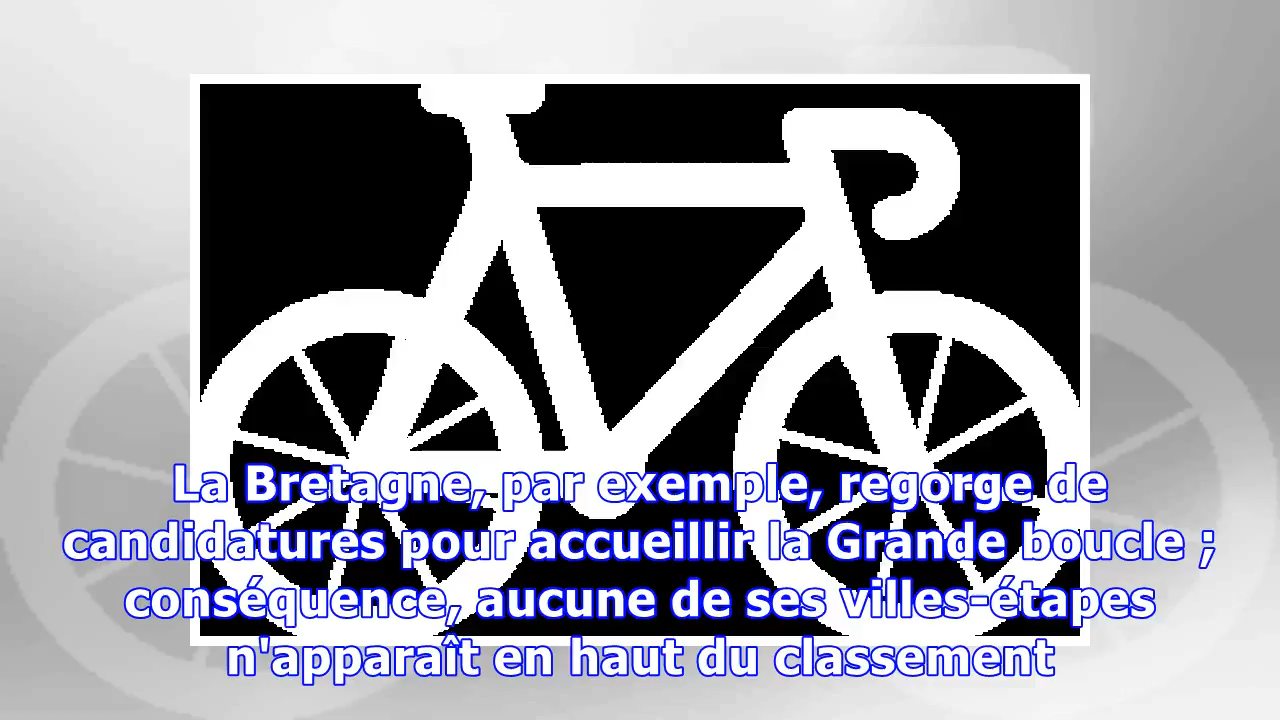 La Bretagne, par exemple, regorge de
candidatures pour accueillir la Grande boucle ;
conséquence, aucune de ses villes-étapes
n'apparaît en haut du classement